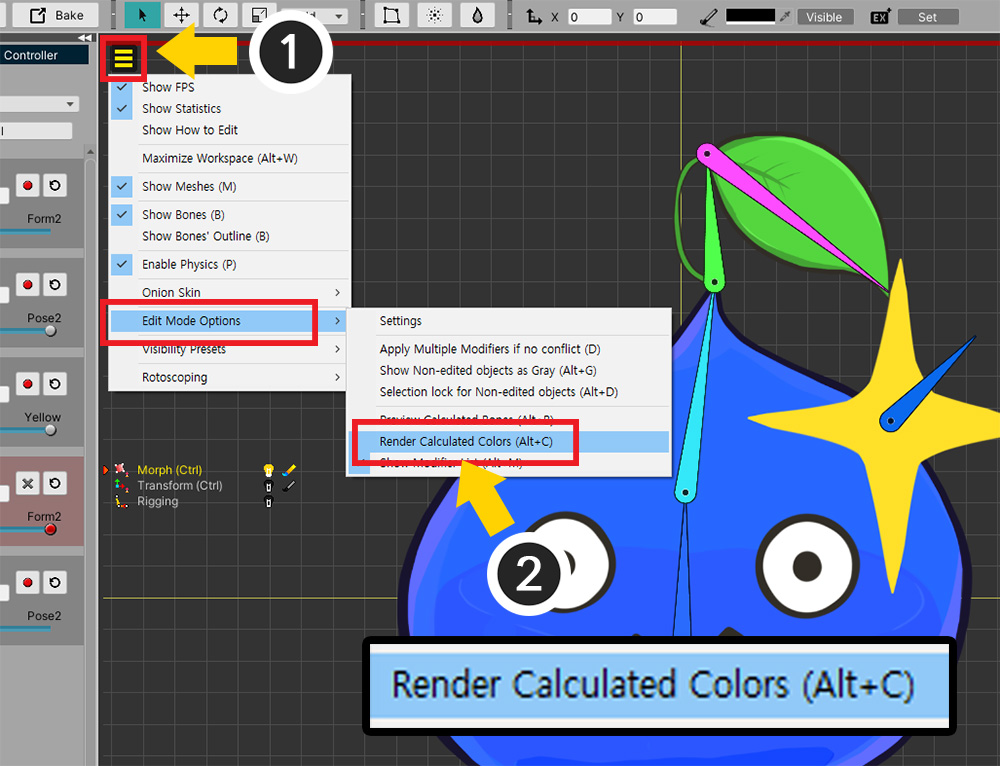 Bake
X 0 Y 0
Visible
EX
Set
Controller
1
Show FPS
Show Statistics
Show How to Edit
Maximize Workspace (Alt+W)
Show Meshes (M)
Show Bones (B)
Show Bones' Outline (B)
Enable Physics (P)
Onion Skin
Edit Mode Options
Visibility Presets
Rotoscoping
Settings
Apply Multiple Modifiers if no conflict (D)
Show Non-edited objects as Gray (Alt+G)
Selection lock for Non-edited objects (Alt+D)
Preview Calculated Bones (Alt+B)
Render Calculated Colors (Alt+C)
Show Modifier List (Alt+M)
Form2
Pose2
Yellow
Form2
Pose2
Morph (Ctrl)
Transform (Ctrl)
Rigging
2
Render Calculated Colors (Alt+C)